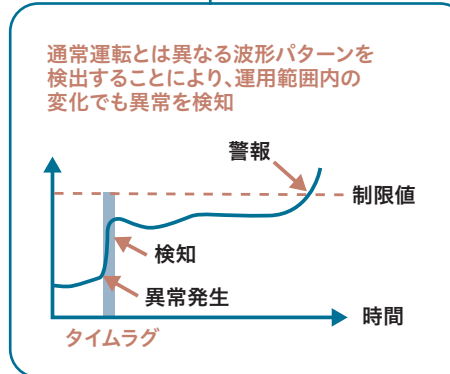 通常運転とは異なる波形パターンを
検出することにより、運用範囲内の
変化でも異常を検知
警報
制限値
検知
異常発生
時間
タイムラグ